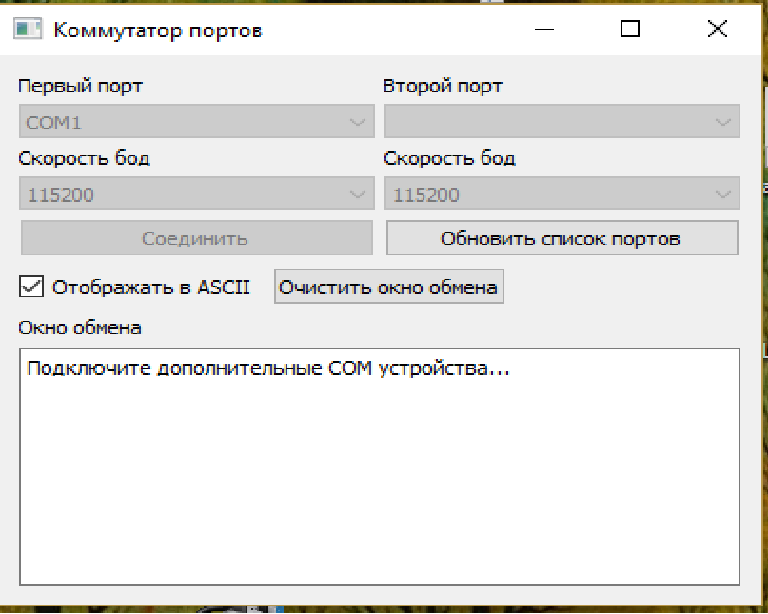 Коммутатор портов
Первый порт
Второй порт
COM1
Скорость бод
Скорость бод
115200
115200
Соединить
Обновить список портов
Отображать в ASCII
Очистить окно обмена
Окно обмена
Подключите дополнительные COM устройства...